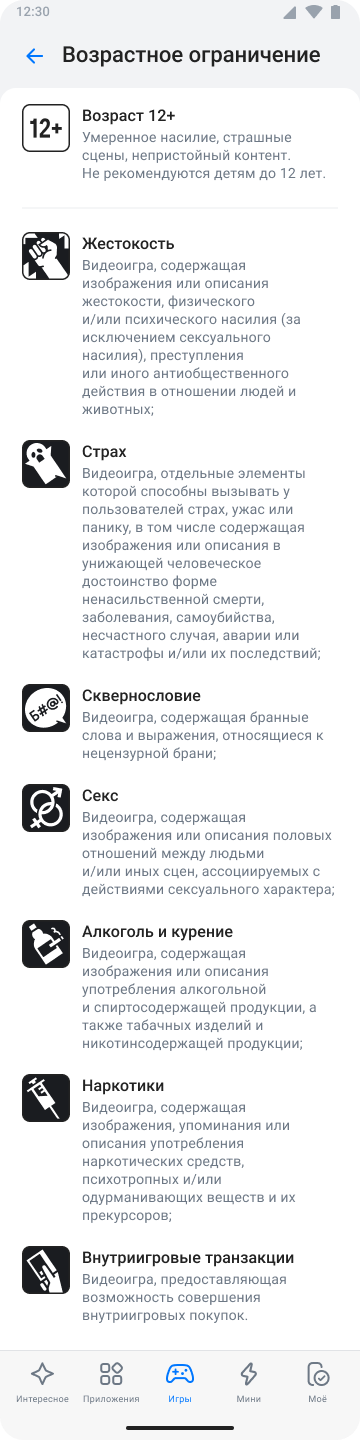 12:30
Возрастное ограничение
12+
Возраст 12+
Умеренное насилие, страшные
сцены, непристойный контент.
Не рекомендуются детям до 12 лет.
Жестокость
Видеоигра, содержащая
изображения или описания
жестокости, физического
и/или психического насилия (за
исключением сексуального
насилия), преступления
или иного антиобщественного
действия в отношении людей и
животных;
Страх
Видеоигра, отдельные элементы
которой способны вызывать у
пользователей страх, ужас или
панику, в том числе содержащая
изображения или описания в
унижающей человеческое
достоинство форме
ненасильственной смерти,
заболевания, самоубийства,
несчастного случая, аварии или
катастрофы и/или их последствий;
Б#@!
Сквернословие
Видеоигра, содержащая бранные
слова и выражения, относящиеся к
нецензурной брани;
Секс
Видеоигра, содержащая
изображения или описания половых
отношений между людьми
и/или иных сцен, ассоциируемых с
действиями сексуального характера;
Алкоголь и курение
Видеоигра, содержащая
изображения или описания
употребления алкогольной
и спиртосодержащей продукции, а
также табачных изделий и
никотинсодержащей продукции;
Наркотики
Видеоигра, содержащая
изображения, упоминания или
описания употребления
наркотических средств,
психотропных и/или
одурманивающих веществ и их
прекурсоров;
Внутриигровые транзакции
Видеоигра, предоставляющая
возможность совершения
внутриигровых покупок.
Интересное Приложения Игры Мини Моё